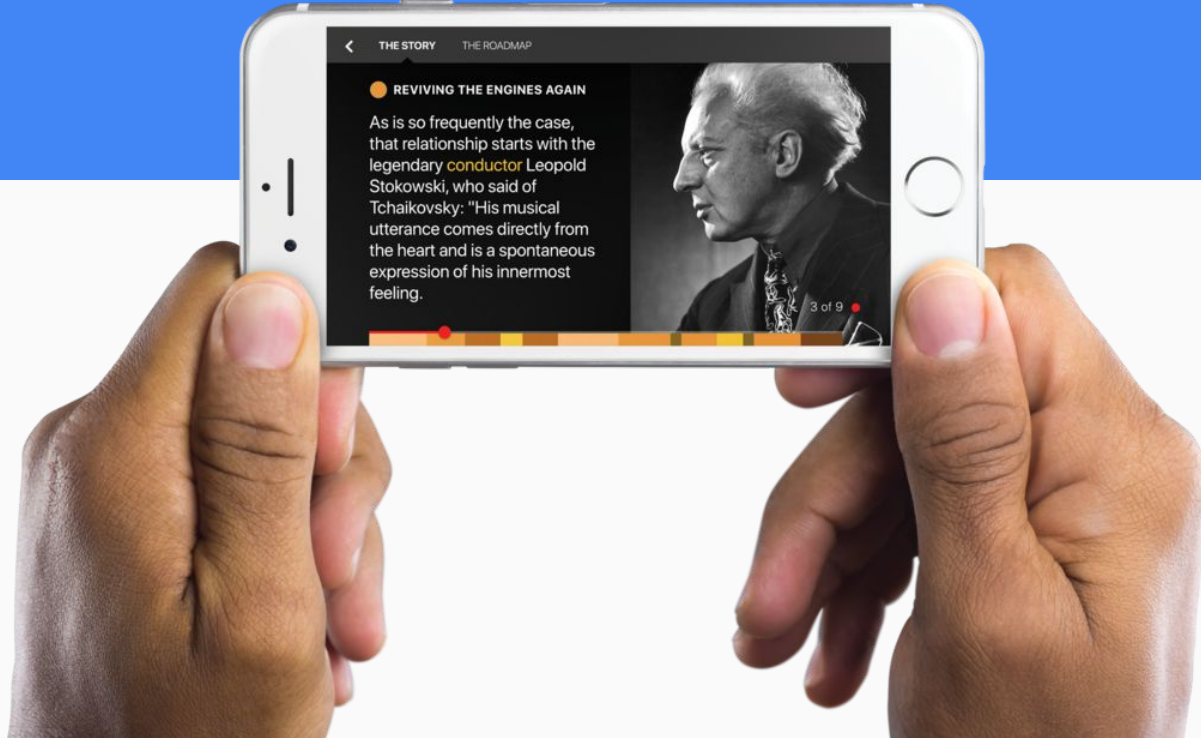 THE STORY THE ROADMAP
REVIVING THE ENGINES AGAIN
As is so frequently the case,
that relationship starts with the
legendary conductor Leopold
Stokowski, who said of
Tchaikovsky: "His musical
utterance comes directly from
the heart and is a spontaneous
expression of his innermost
feeling.
3 of 9